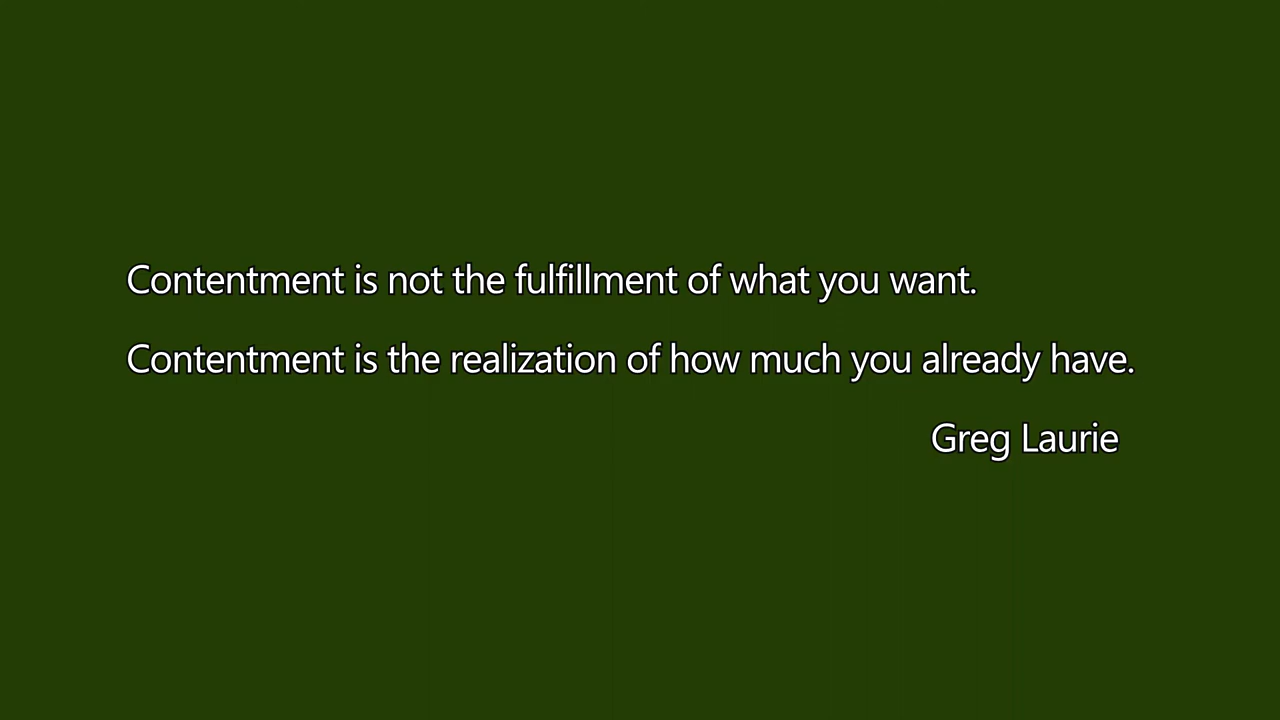 Contentment is not the fulfillment of what you want.
Contentment is the realization of how much you already have.
Greg Laurie